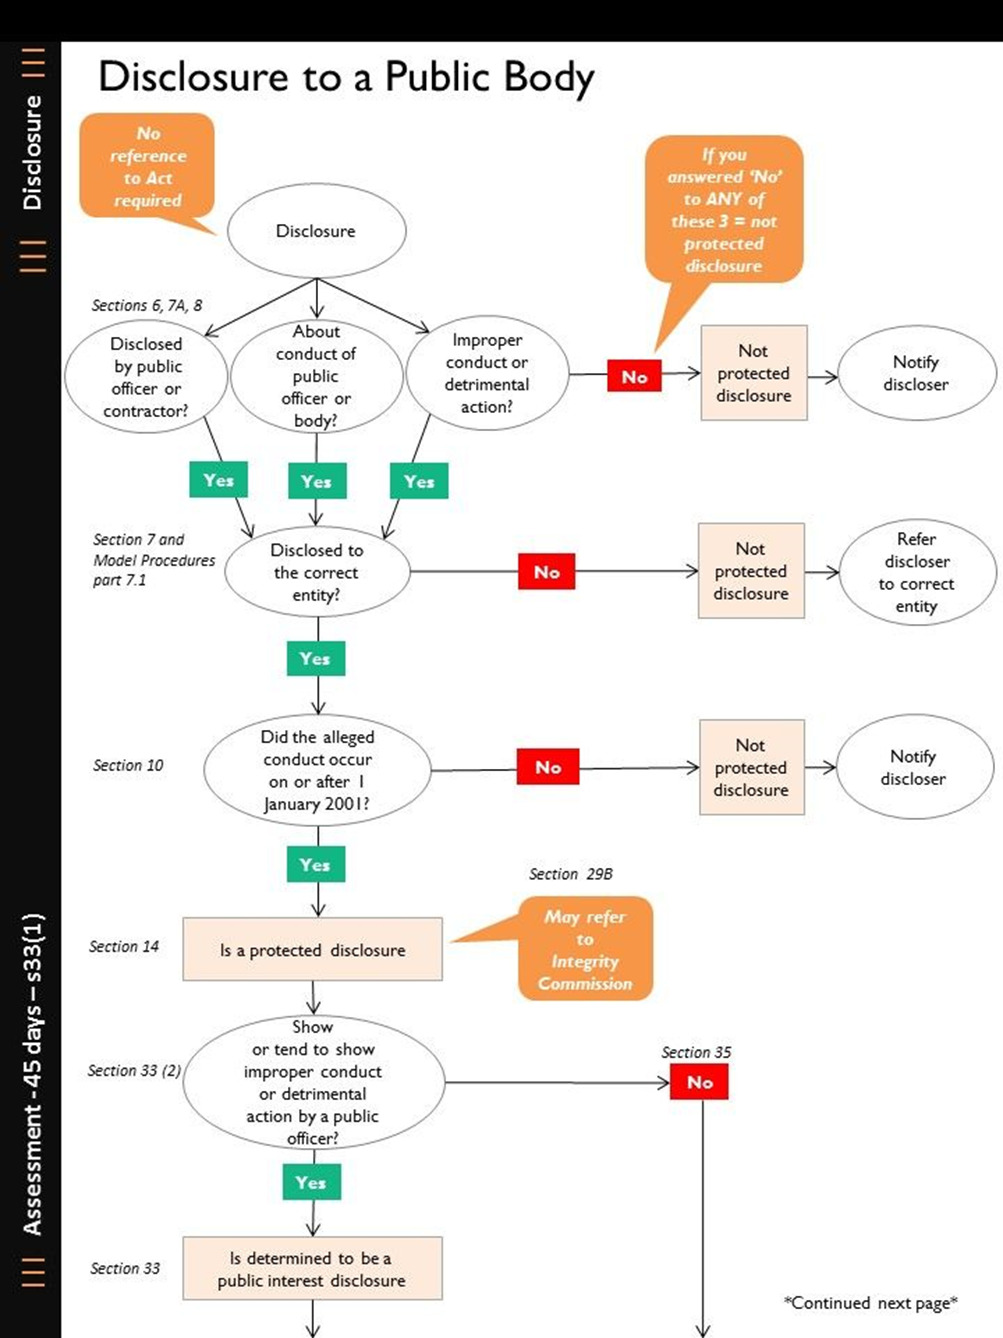 Disclosure to a Public Body
Disclosure
No
reference
to Act
required
If you
answered ‘No’
to ANY of
these 3 = not
protected
disclosure
Disclosure
Sections 6, 7A, 8
Disclosed
by public
officer or
contractor?
About
conduct of
public
officer or
body?
Improper
conduct or
detrimental
action?
No
Not
protected
disclosure
Notify
discloser
Yes
Yes
Yes
Section 7 and
Model Procedures
part 7.1
Disclosed to
the correct
entity?
No
Not
protected
disclosure
Refer
discloser
to correct
entity
Yes
Section 10
Did the alleged
conduct occur
on or after 1
January 2001?
No
Not
protected
disclosure
Notify
discloser
Yes
Section 29B
May refer
to
Integrity
Commission
Section 14
Is a protected disclosure
Assessment -45 days – s33(1)
Section 33 (2)
Show
or tend to show
improper conduct
or detrimental
action by a public
officer?
Section 35
No
Yes
Section 33
Is determined to be a
public interest disclosure
*Continued next page*